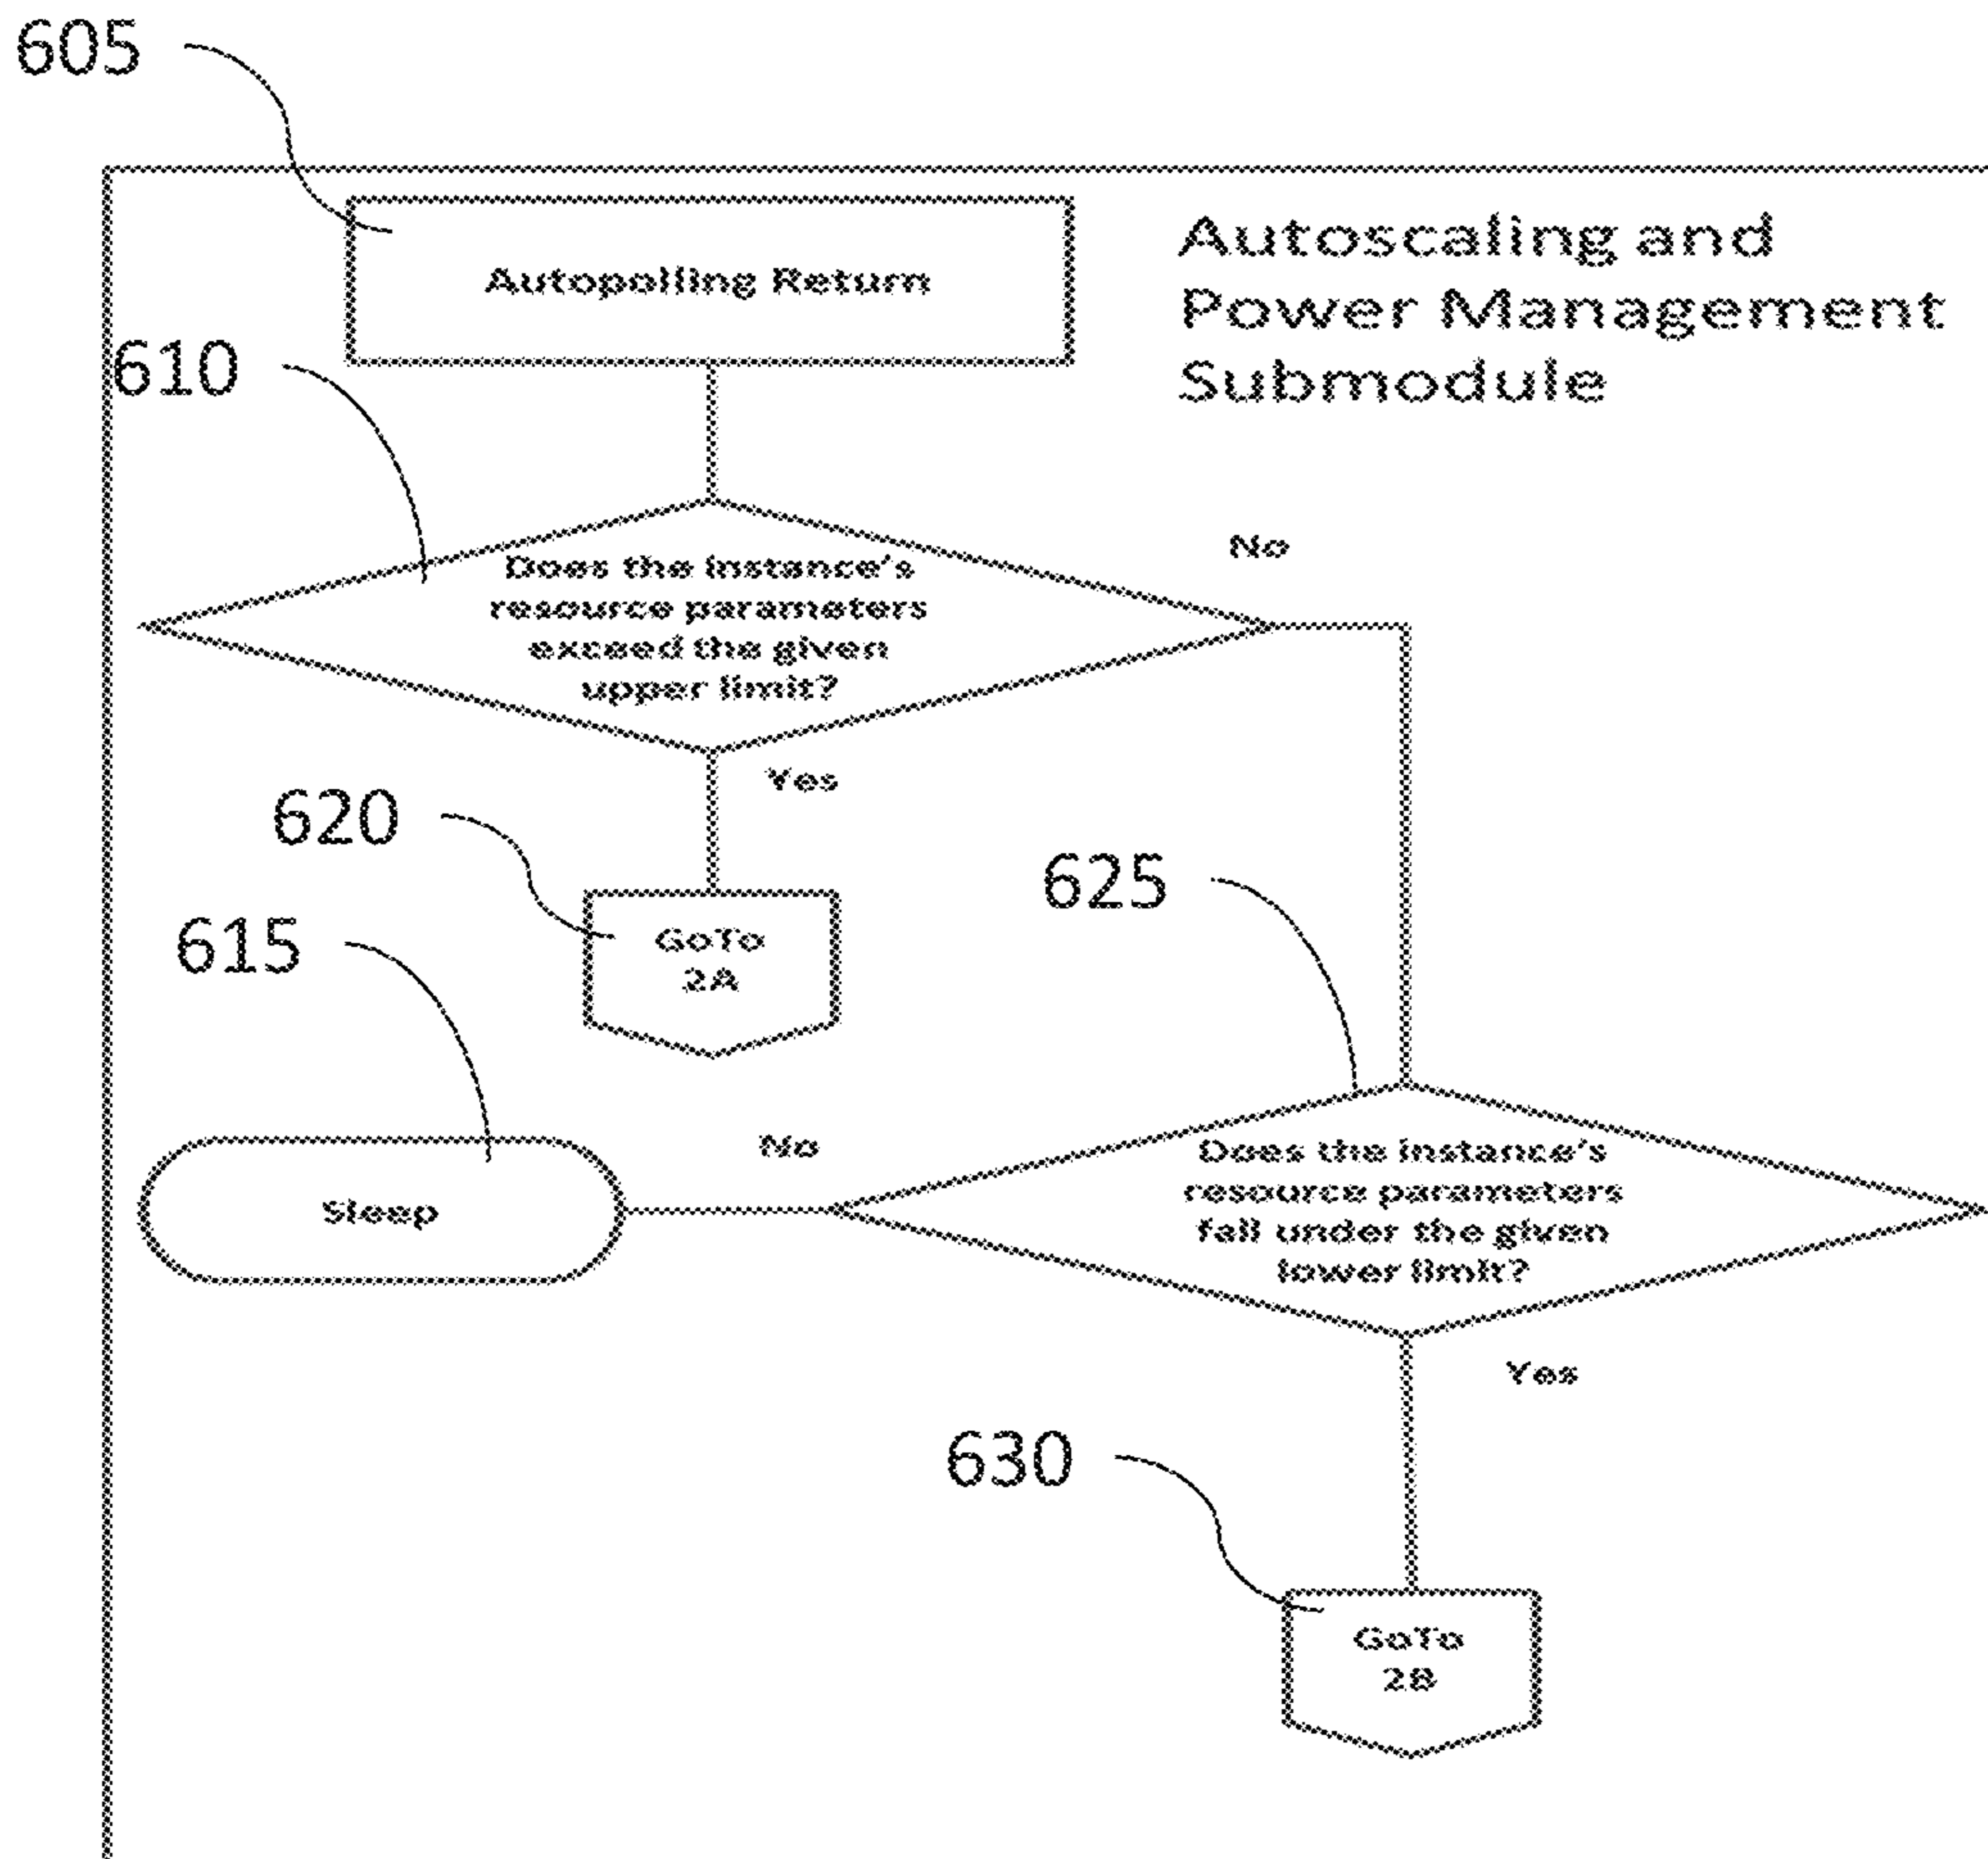 605
Autopolling Return
Autoscaling and
Power Management
Submodule
610
Does the instance's
resource parameters
exceed the given
upper limit?
No
Yes
620
GoTo
2A
615
Sleep
625
No
Does the instance's
resource parameters
fall under the given
lower limit?
Yes
630
GoTo
2B